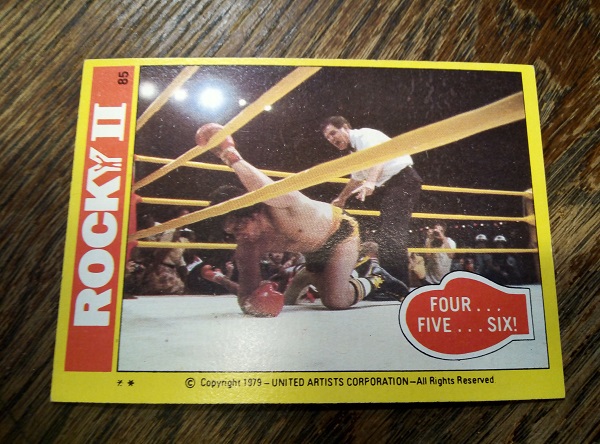 85
ROCKY II
FOUR...
FIVE...SIX!
* *
© Copyright 1979 – UNITED ARTISTS CORPORATION – All Rights Reserved